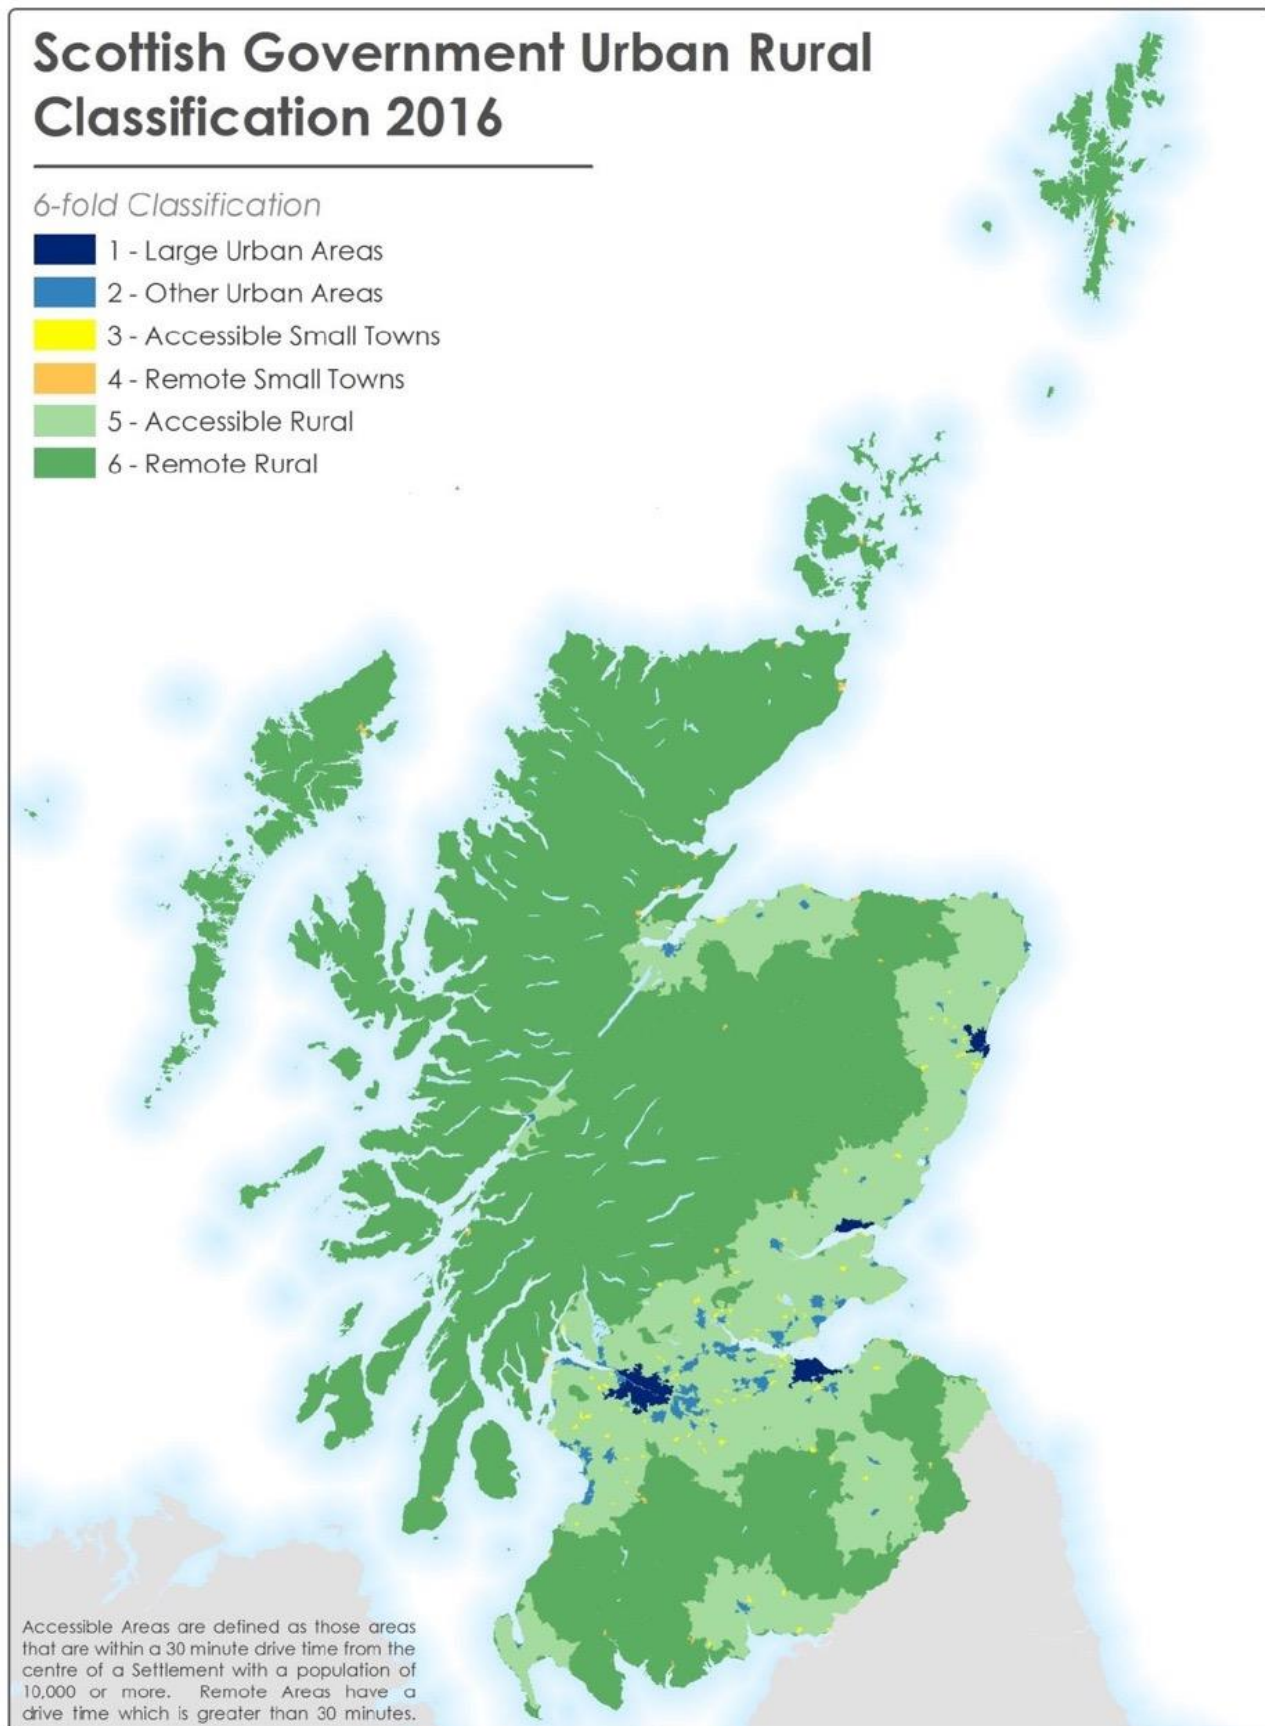 Scottish Government Urban Rural
Classification 2016
6-fold Classification
1 - Large Urban Areas
2 - Other Urban Areas
3 - Accessible Small Towns
4 - Remote Small Towns
5 - Accessible Rural
6 - Remote Rural
Accessible Areas are defined as those areas
that are within a 30 minute drive time from the
centre of a Settlement with a population of
10,000 or more. Remote Areas have a
drive time which is greater than 30 minutes.